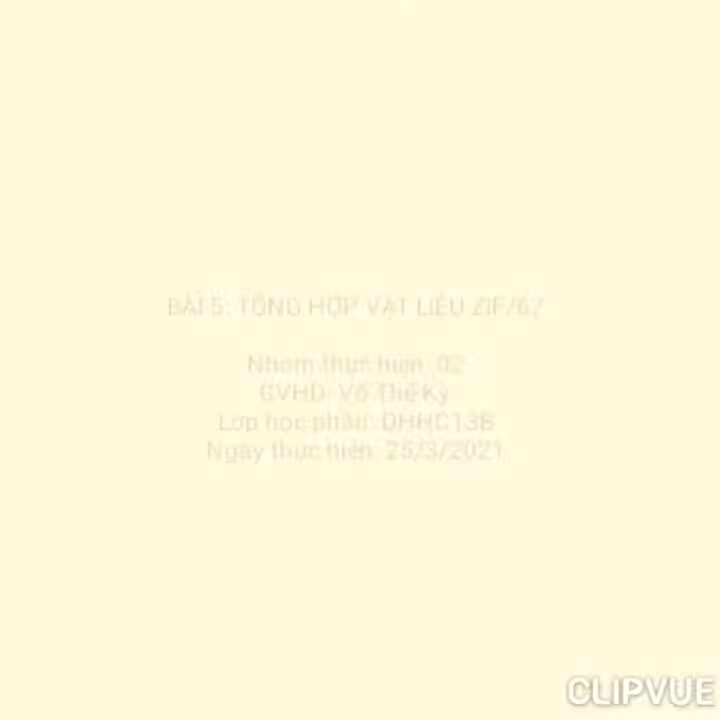 BÀI 5: TỔNG HỢP VẬT LIỆU ZIF/67
Nhóm thực hiện: 02
GVHD: Võ Thế Kỳ
Lớp học phần: DHHC13B
Ngày thực hiện: 25/3/2021
CLIPVUE